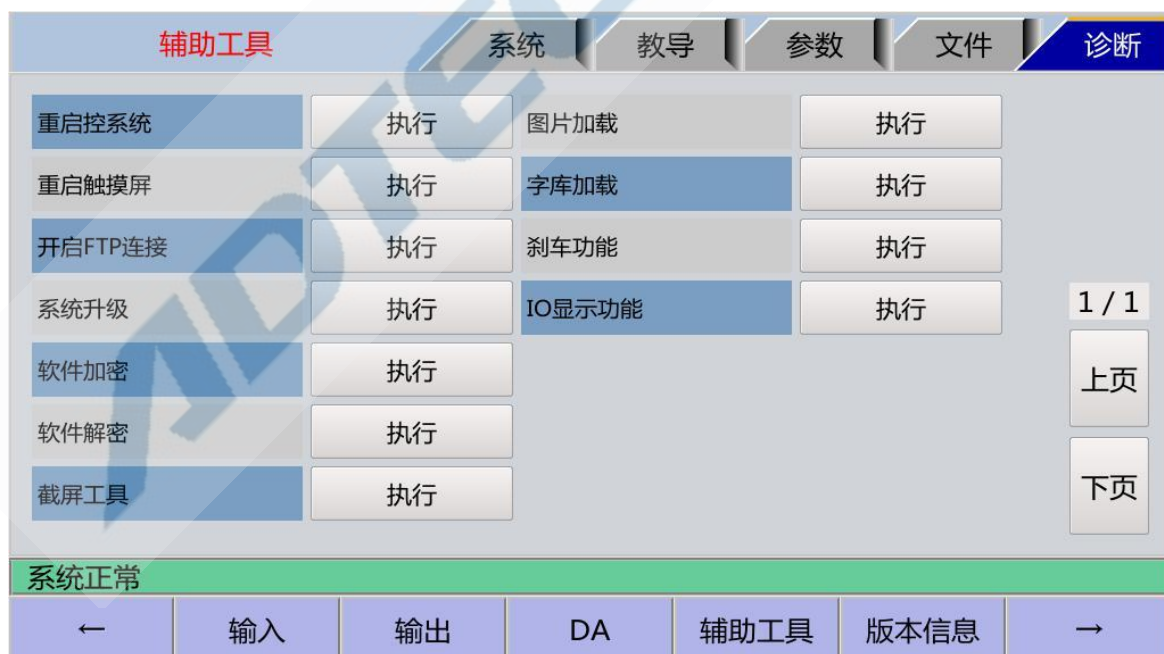 辅助工具 系统 教导 参数 文件 诊断
重启控系统 执行 图片加载 执行
重启触摸屏 执行 字库加载 执行
开启FTP连接 执行 刹车功能 执行
系统升级 执行 IO显示功能 执行
1 / 1
软件加密 执行
上页
软件解密 执行
截屏工具 执行
下页
系统正常
← 输入 输出 DA 辅助工具 版本信息 →